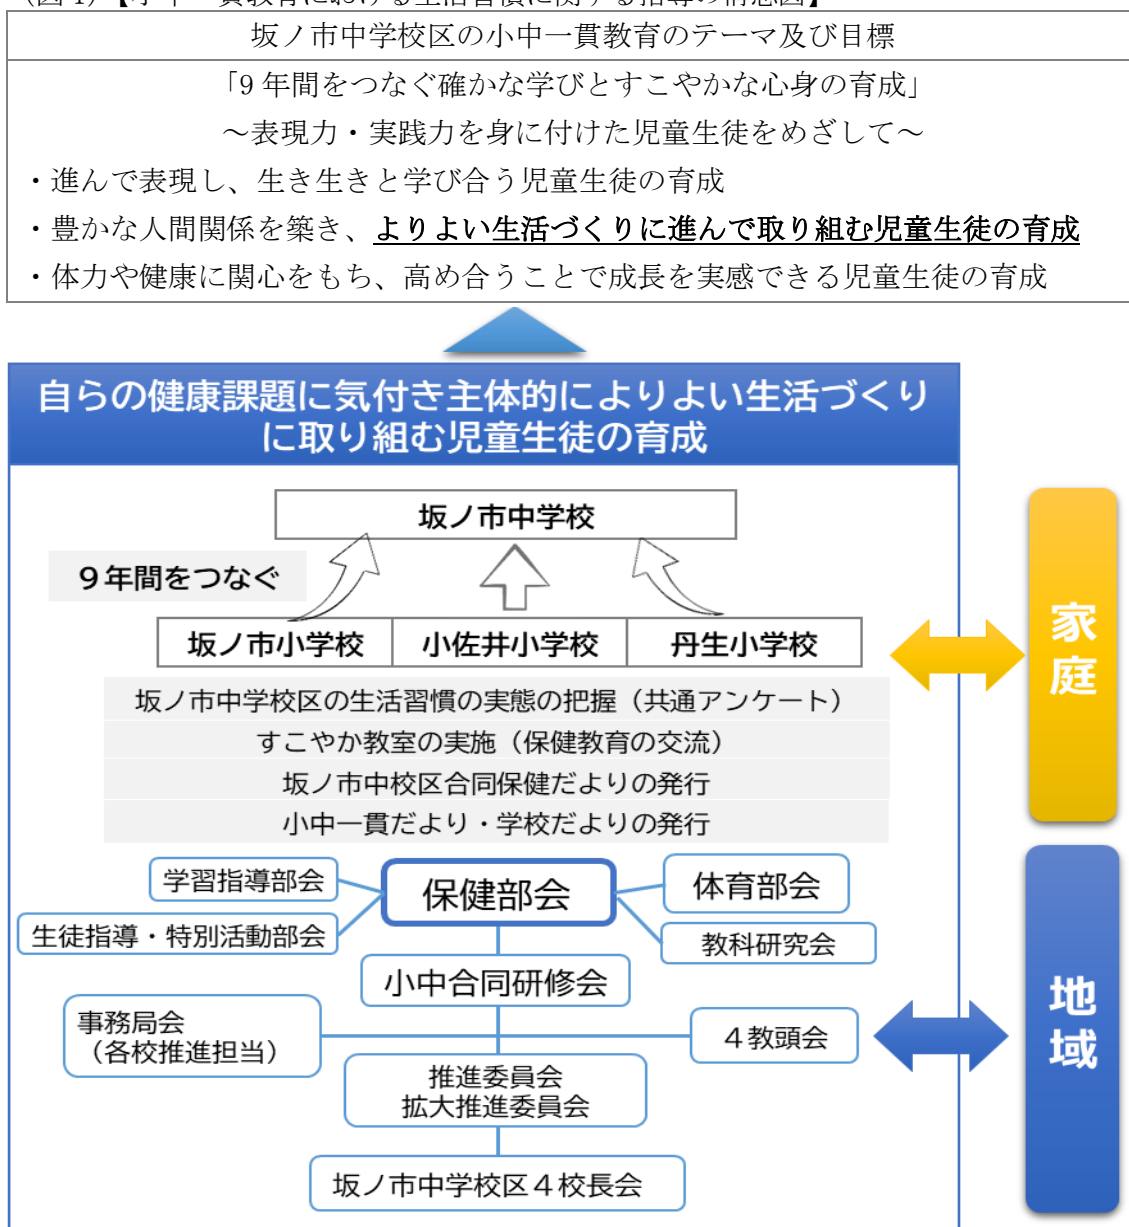 坂ノ市中学校区の小中一貫教育のテーマ及び目標
「9 年間をつなぐ確かな学びとすこやかな心身の育成」
～表現力・実践力を身に付けた児童生徒をめざして～
・進んで表現し、生き生きと学び合う児童生徒の育成
・豊かな人間関係を築き、よりよい生活づくりに進んで取り組む児童生徒の育成
・体力や健康に関心をもち、高め合うことで成長を実感できる児童生徒の育成
自らの健康課題に気付き主体的によりよい生活づくり
に取り組む児童生徒の育成
坂ノ市中学校
９年間をつなぐ
坂ノ市小学校
小佐井小学校
丹生小学校
家庭
坂ノ市中学校区の生活習慣の実態の把握（共通アンケート）
すこやか教室の実施（保健教育の交流）
坂ノ市中校区合同保健だよりの発行
小中一貫だより・学校だよりの発行
学習指導部会
保健部会
体育部会
生徒指導・特別活動部会
教科研究会
小中合同研修会
事務局会
（各校推進担当）
４教頭会
地域
推進委員会
拡大推進委員会
坂ノ市中学校区４校長会